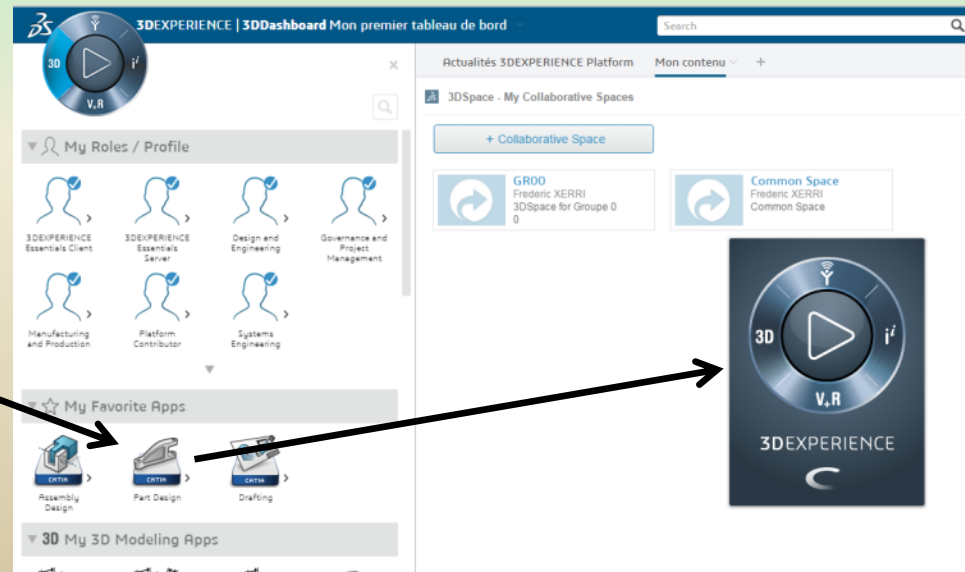 3DEXPERIENCE | 3DDashboard Mon premier tableau de bord
Search
3D
i i
V.R
Actualités 3DEXPERIENCE Platform
Mon contenu
+
3DSpace - My Collaborative Spaces
+ Collaborative Space
GR00
Frederic XERRI
3DSpace for Groupe 0
0
Common Space
Frederic XERRI
Common Space
My Roles / Profile
3DEXPERIENCE
Essentials Client
3DEXPERIENCE
Essentials
Server
Design and
Engineering
Governance and
Project
Management
Manufacturing
and Production
Platform
Contributor
Systems
Engineering
My Favorite Apps
CATIA
Assembly
Design
CATIA
Part Design
CATIA
Drafting
3D My 3D Modeling Apps
3D
i i
V+R
3DEXPERIENCE